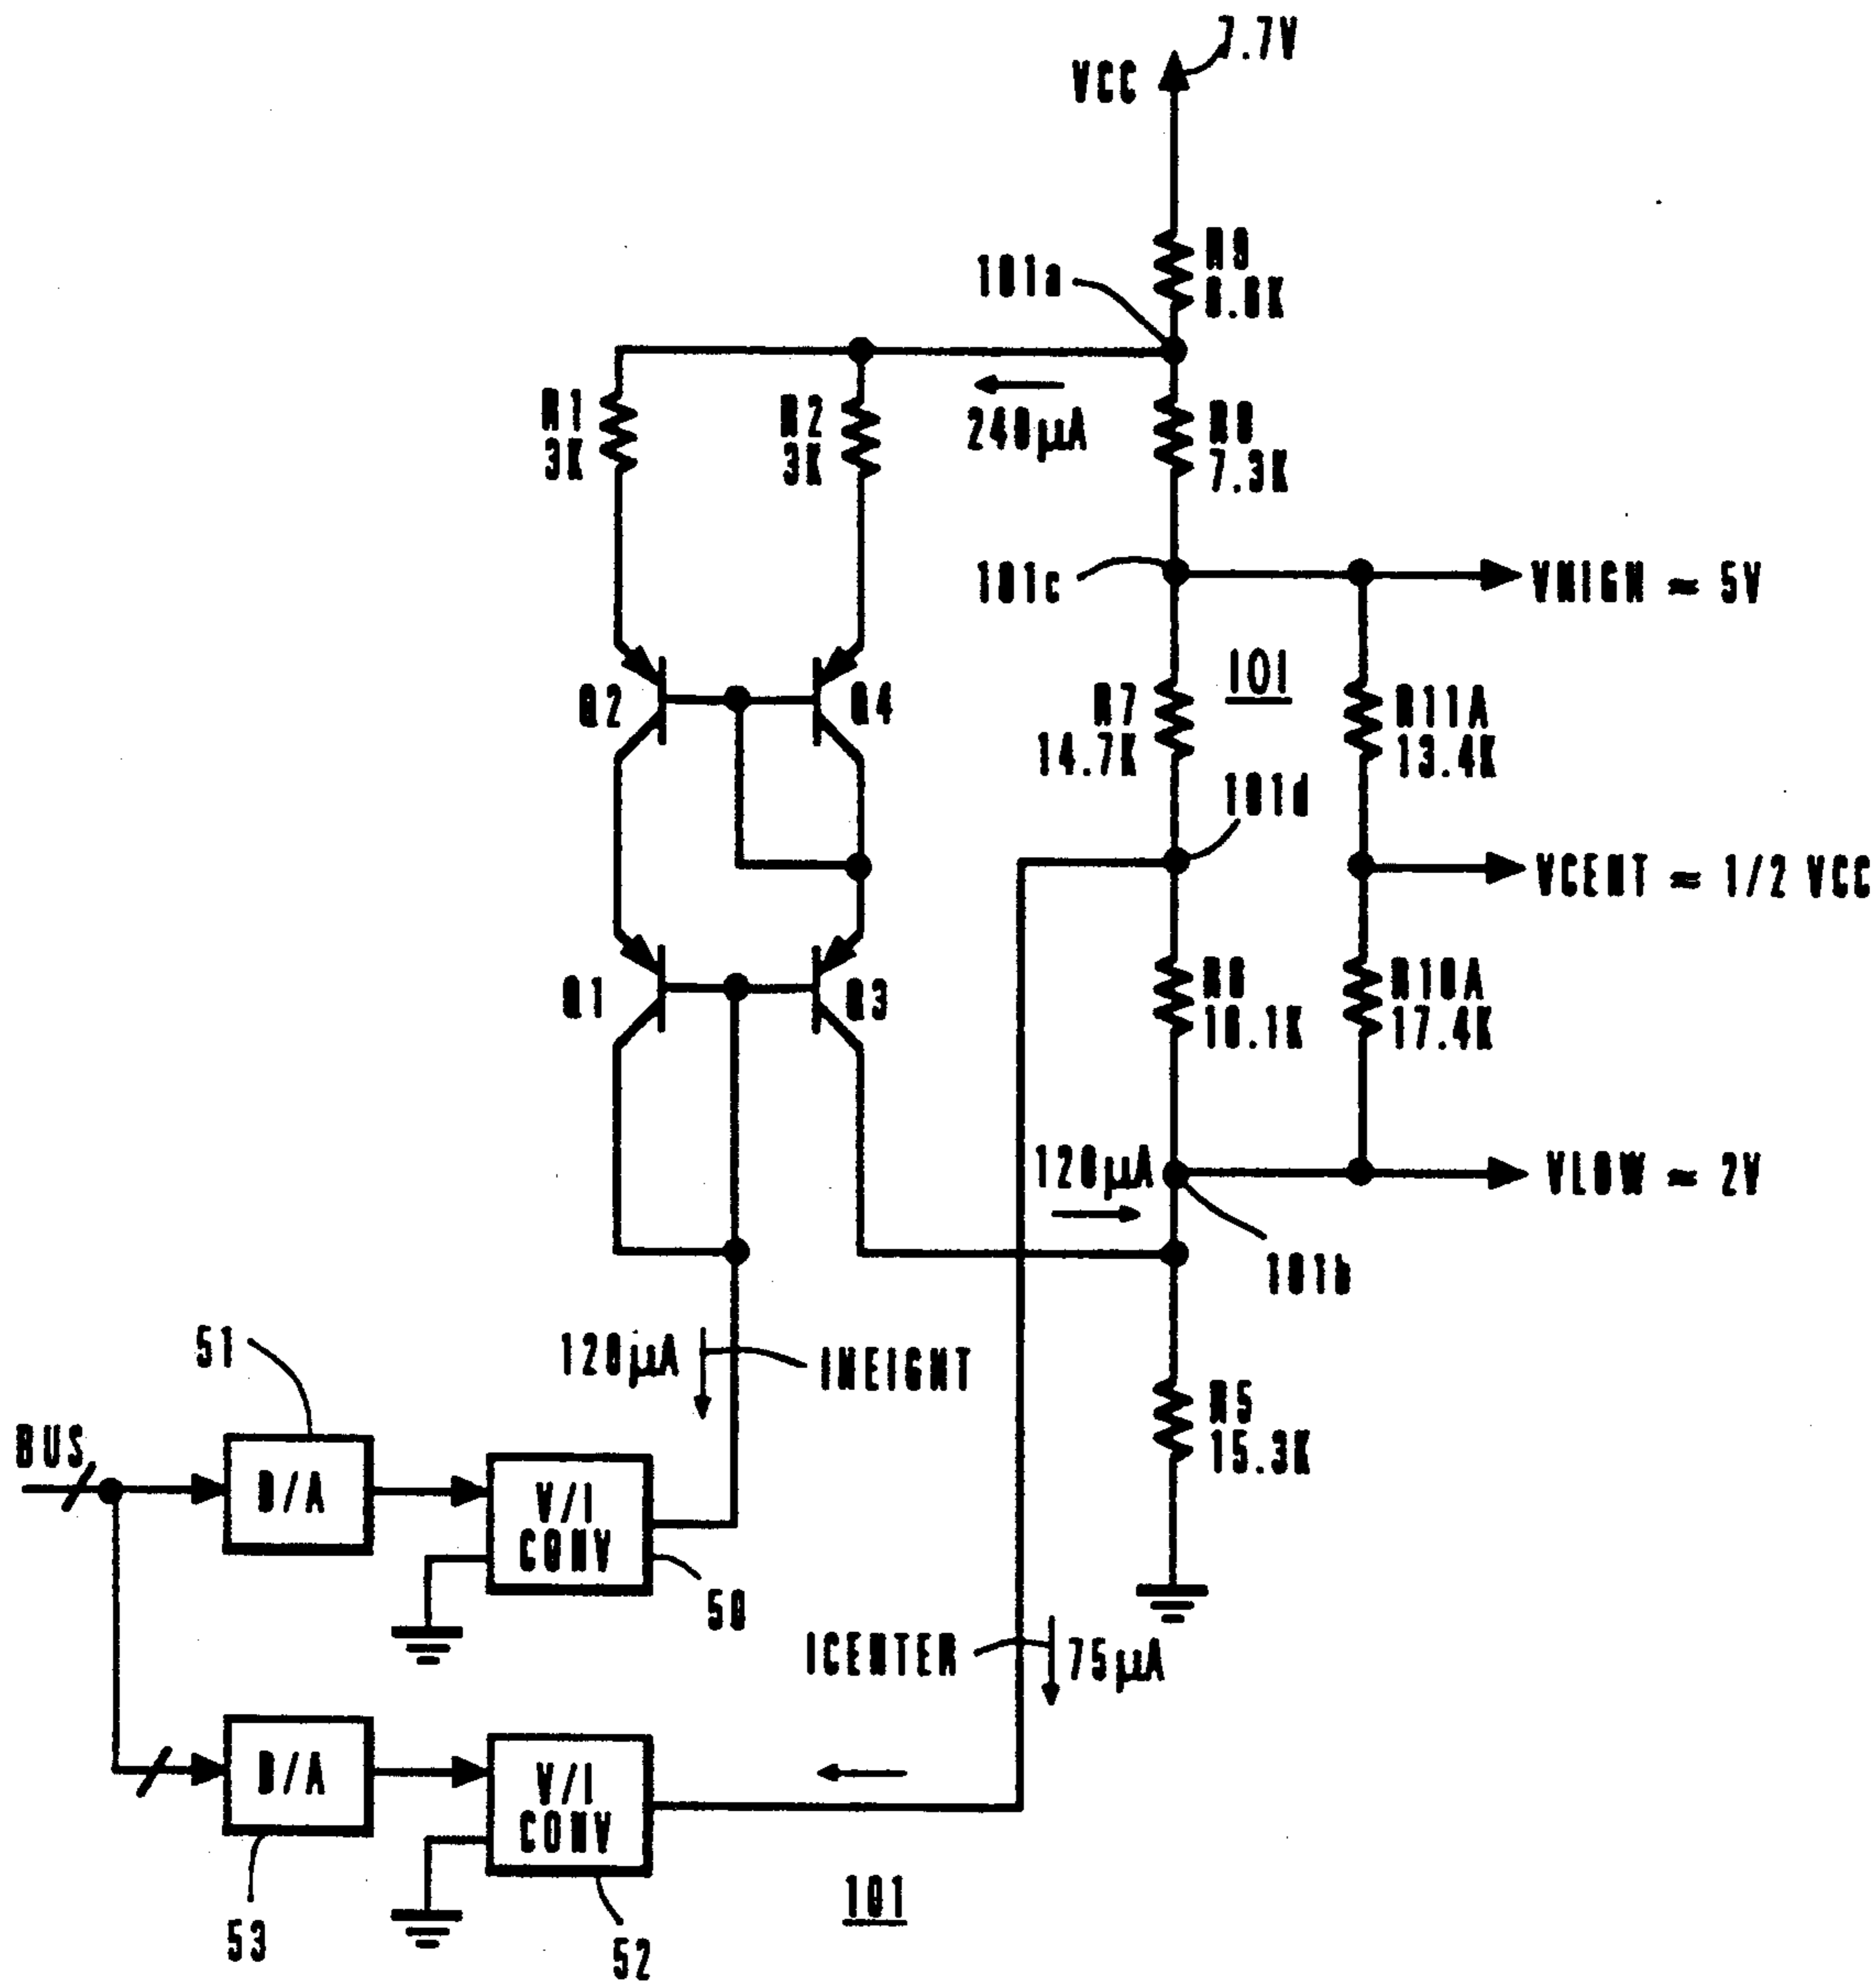 7.7V
VCC
R9
101a
R1
3K
R2
3K
240µA
R8
7.3K
101c
VHIGH ≈ 5V
101
Q2
Q4
R7
14.7K
R11A
13.4K
101d
VCENT ≈ 1/2 VCC
Q1
Q3
R6
R10A
17.4K
120µA
VLOW ≈ 2V
101b
51
120µA
IHEIGHT
R5
15.3K
BUS
D/A
V/I
CONV
50
ICENTER
75µA
D/A
V/I
CONV
101
53
52